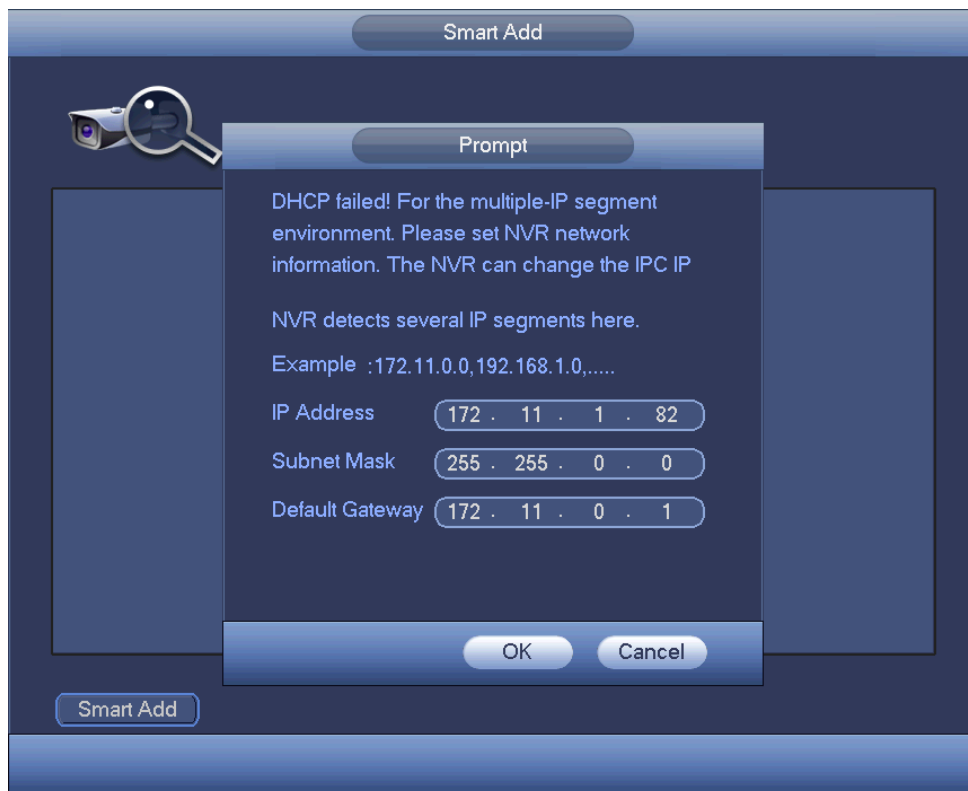 Smart Add
Prompt
DHCP failed! For the multiple-IP segment
environment. Please set NVR network
information. The NVR can change the IPC IP
NVR detects several IP segments here.
Example :172.11.0.0,192.168.1.0,.....
IP Address 172 . 11 . 1 . 82
Subnet Mask 255 . 255 . 0 . 0
Default Gateway 172 . 11 . 0 . 1
OK Cancel
Smart Add